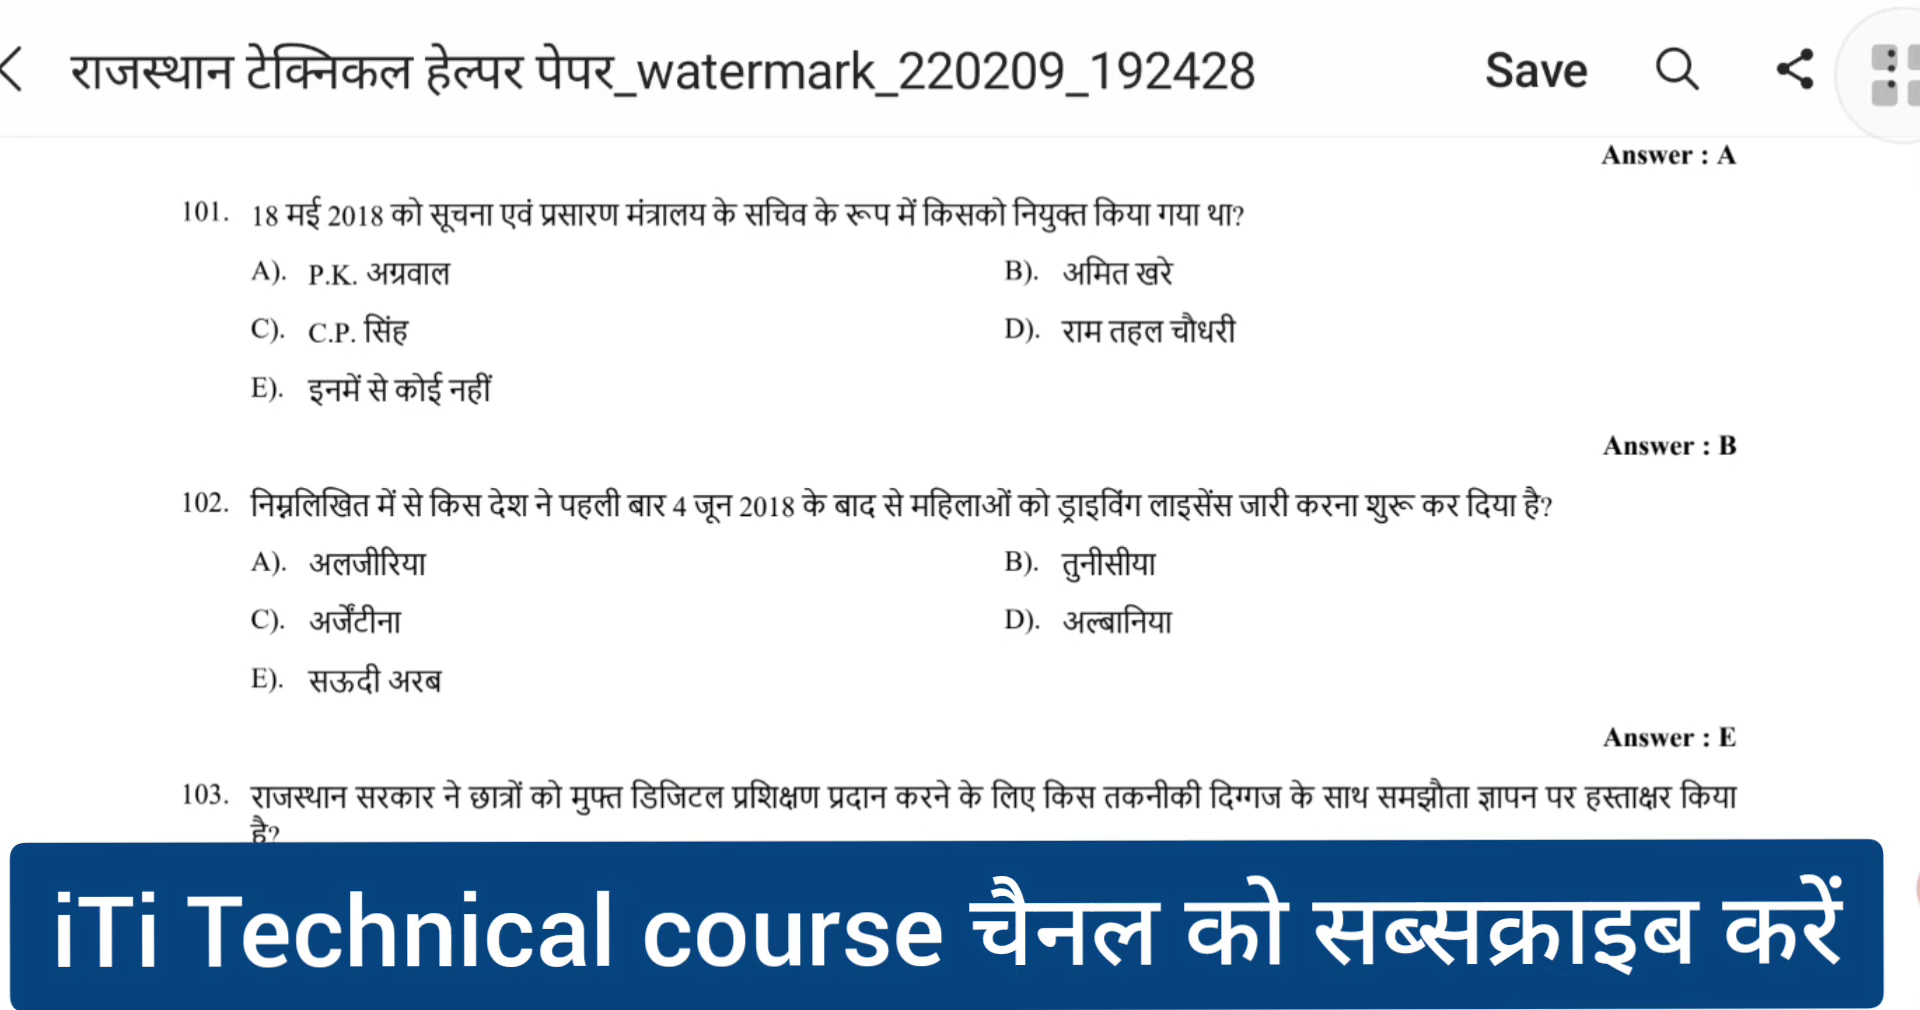 राजस्थान टेक्निकल हेल्पर पेपर_watermark_220209_192428 Save
Answer : A
101. 18 मई 2018 को सूचना एवं प्रसारण मंत्रालय के सचिव के रूप में किसको नियुक्त किया गया था?
A). P.K. अग्रवाल B). अमित खरे
C). C.P. सिंह D). राम तहल चौधरी
E). इनमें से कोई नहीं
Answer : B
102. निम्नलिखित में से किस देश ने पहली बार 4 जून 2018 के बाद से महिलाओं को ड्राइविंग लाइसेंस जारी करना शुरू कर दिया है?
A). अलजीरिया B). तुनीसीया
C). अर्जेंटीना D). अल्बानिया
E). सऊदी अरब
Answer : E
103. राजस्थान सरकार ने छात्रों को मुफ्त डिजिटल प्रशिक्षण प्रदान करने के लिए किस तकनीकी दिग्गज के साथ समझौता ज्ञापन पर हस्ताक्षर किया
है?
iTi Technical course चैनल को सब्सक्राइब करें